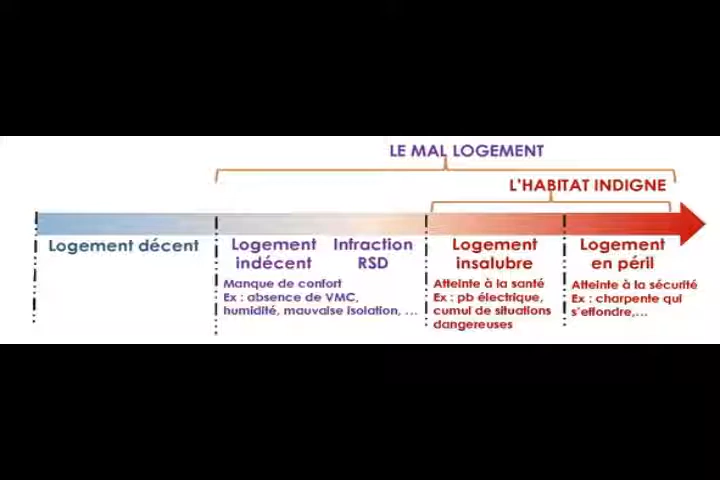 LE MAL LOGEMENT
L'HABITAT INDIGNE
Logement décent
Logement indécent
Infraction RSD
Manque de confort
Ex : absence de VMC,
humidité, mauvaise isolation, ...
Logement insalubre
Atteinte à la santé
Ex : pb électrique,
cumul de situations
dangereuses
Logement en péril
Atteinte à la sécurité
Ex : charpente qui
s'effondre,...